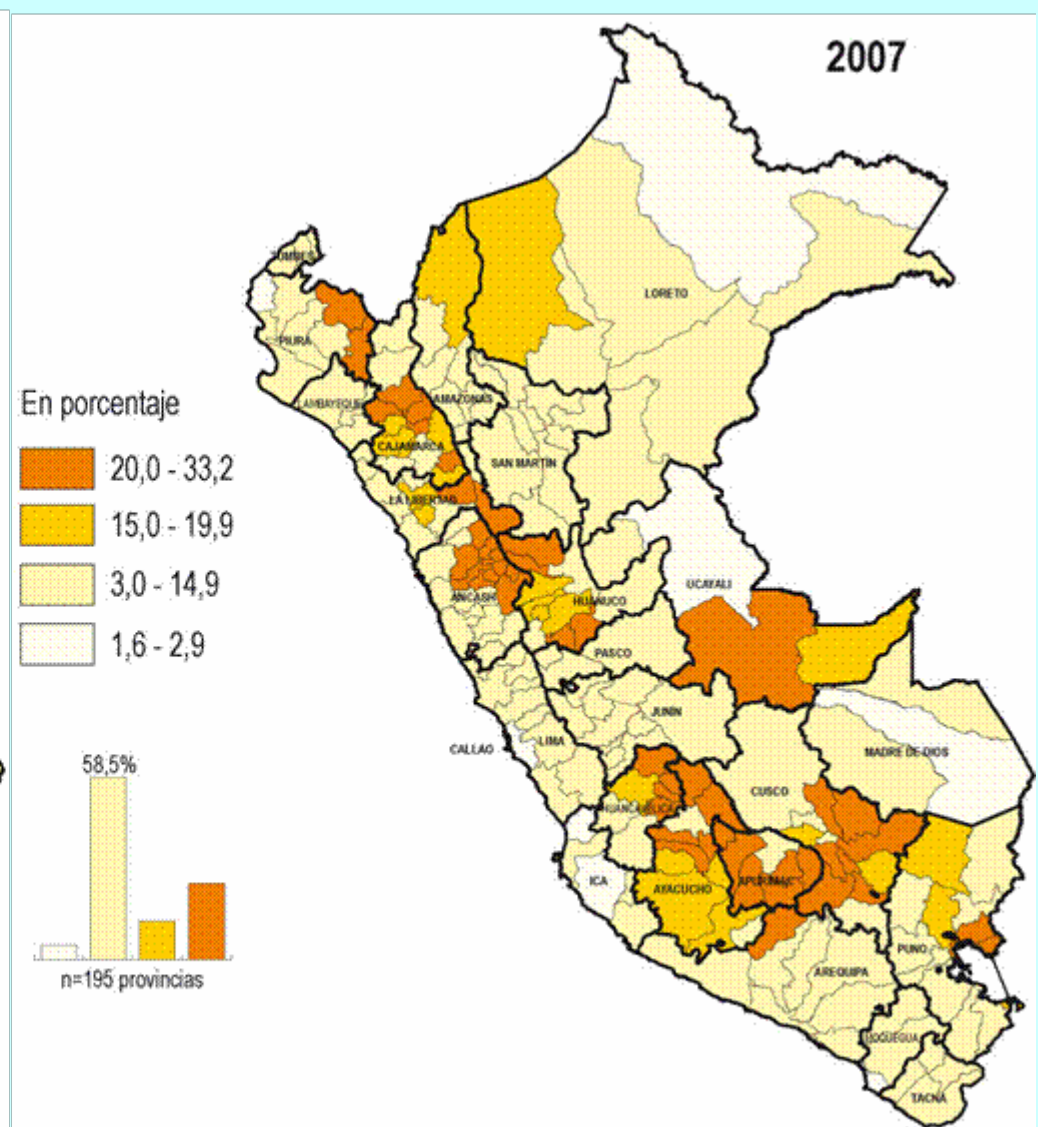 2007
TUMBES
LORETO
PIURA
En porcentaje
LAMBAYEQUE
AMAZONAS
20,0 - 33,2
CAJAMARCA
SAN MARTIN
15,0 - 19,9
LA LIBERTAD
3,0 - 14,9
UCAYALI
ANCASH
HUANUCO
1,6 - 2,9
PASCO
JUNIN
CALLAO
LIMA
MADRE DE DIOS
58,5%
CUSCO
HUANCAVELICA
ICA
AYACUCHO
APURIMAC
PUNO
n=195 provincias
AREQUIPA
MOQUEGUA
TACNA